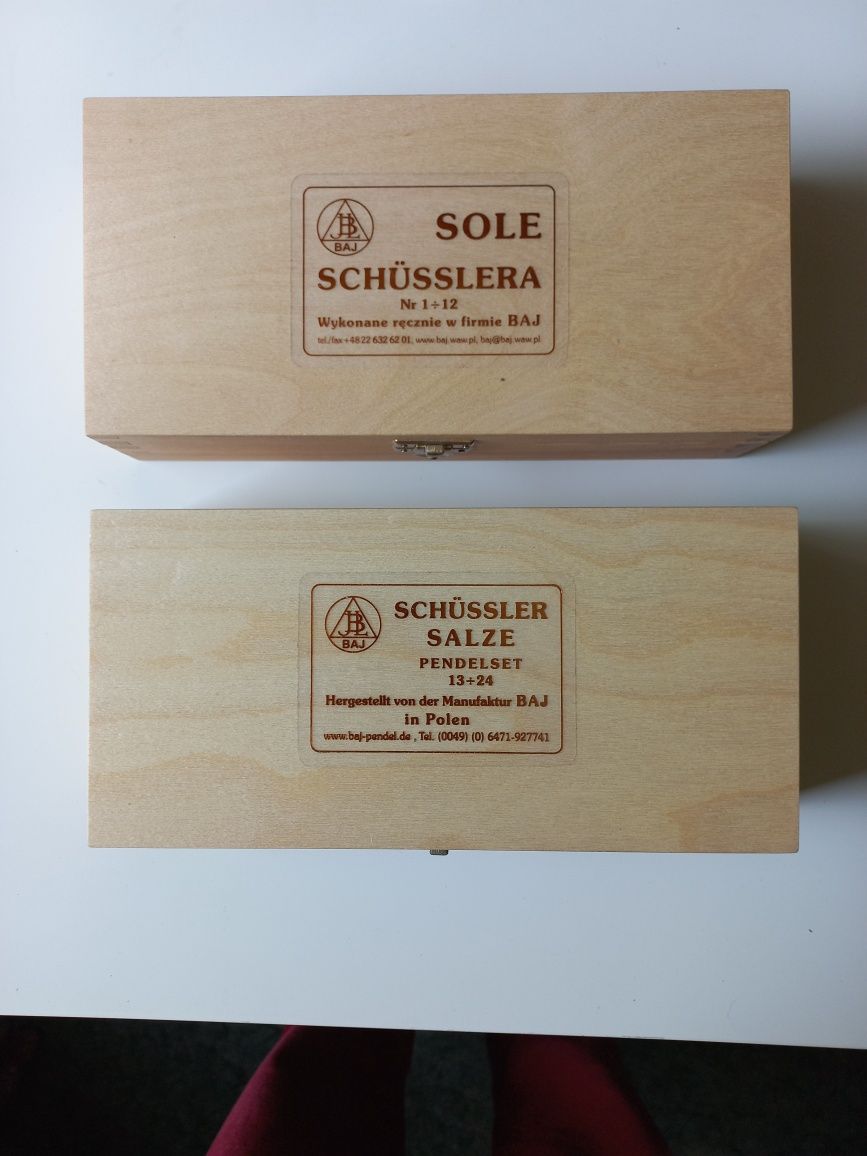 BAJ
SOLE
SCHÜSSLERA
Nr 1÷12
Wykonane ręcznie w firmie BAJ
tel./fax +48 22 632 62 01, www.baj.waw.pl, baj@baj.waw.pl
BAJ
SCHÜSSLER
SALZE
PENDELSET
13÷24
Hergestellt von der Manufaktur BAJ
in Polen
www.baj-pendel.de , Tel. (0049) (0) 6471-927741